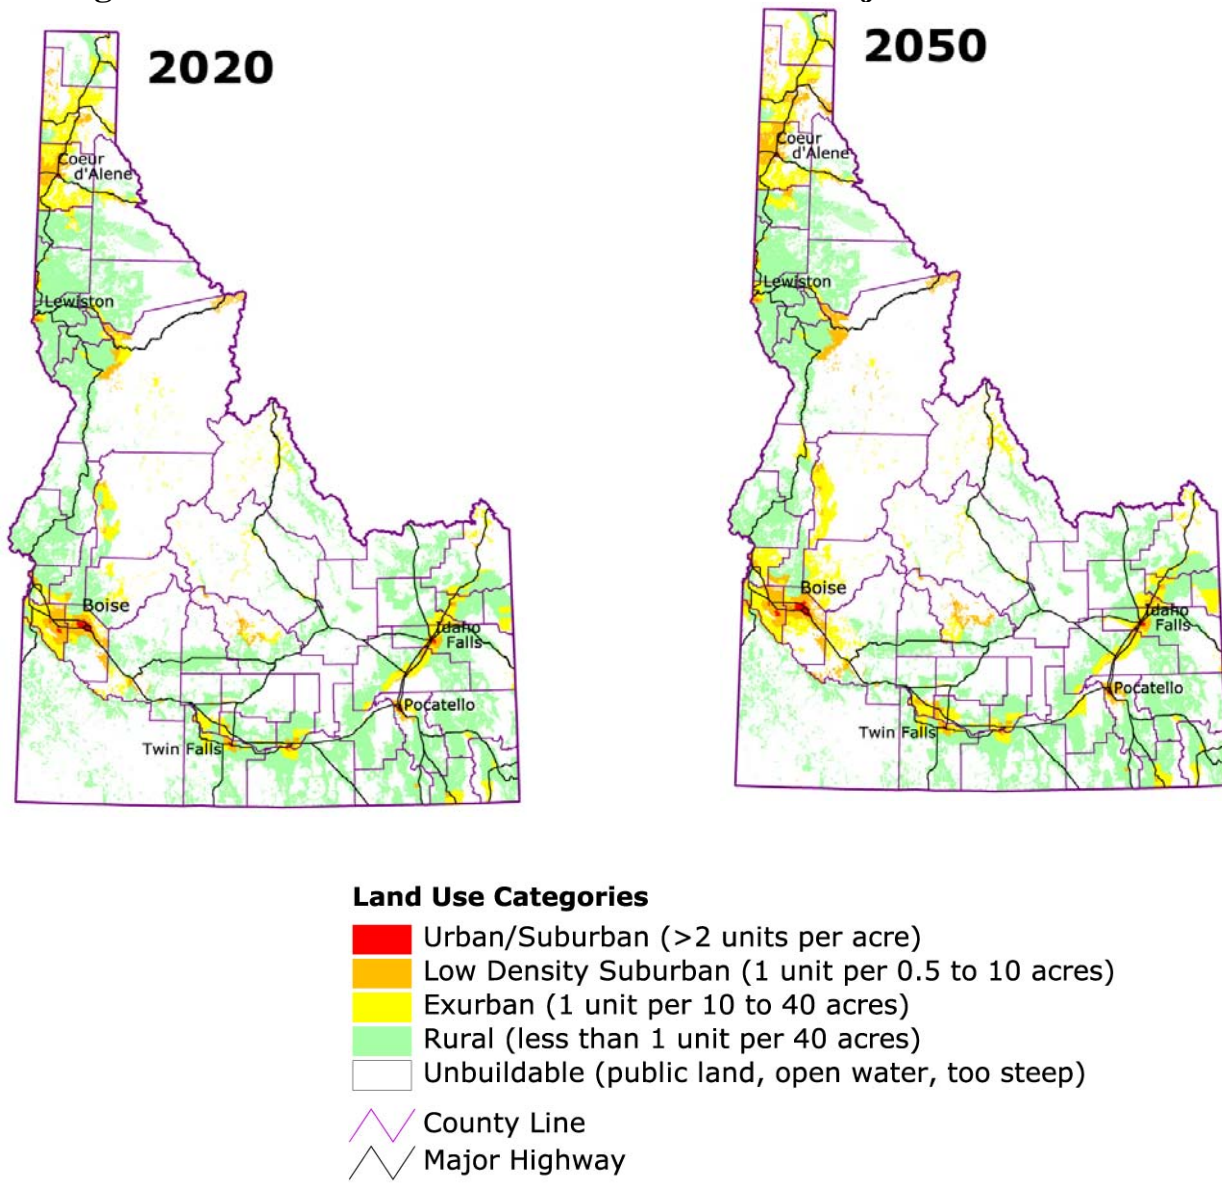 2020
2050
Coeur
d'Alene
Lewiston
Boise
Idaho
Falls
Pocatello
Twin Falls
Coeur
d'Alene
Lewiston
Boise
Idaho
Falls
Pocatello
Twin Falls
Land Use Categories
Urban/Suburban (>2 units per acre)
Low Density Suburban (1 unit per 0.5 to 10 acres)
Exurban (1 unit per 10 to 40 acres)
Rural (less than 1 unit per 40 acres)
Unbuildable (public land, open water, too steep)
County Line
Major Highway